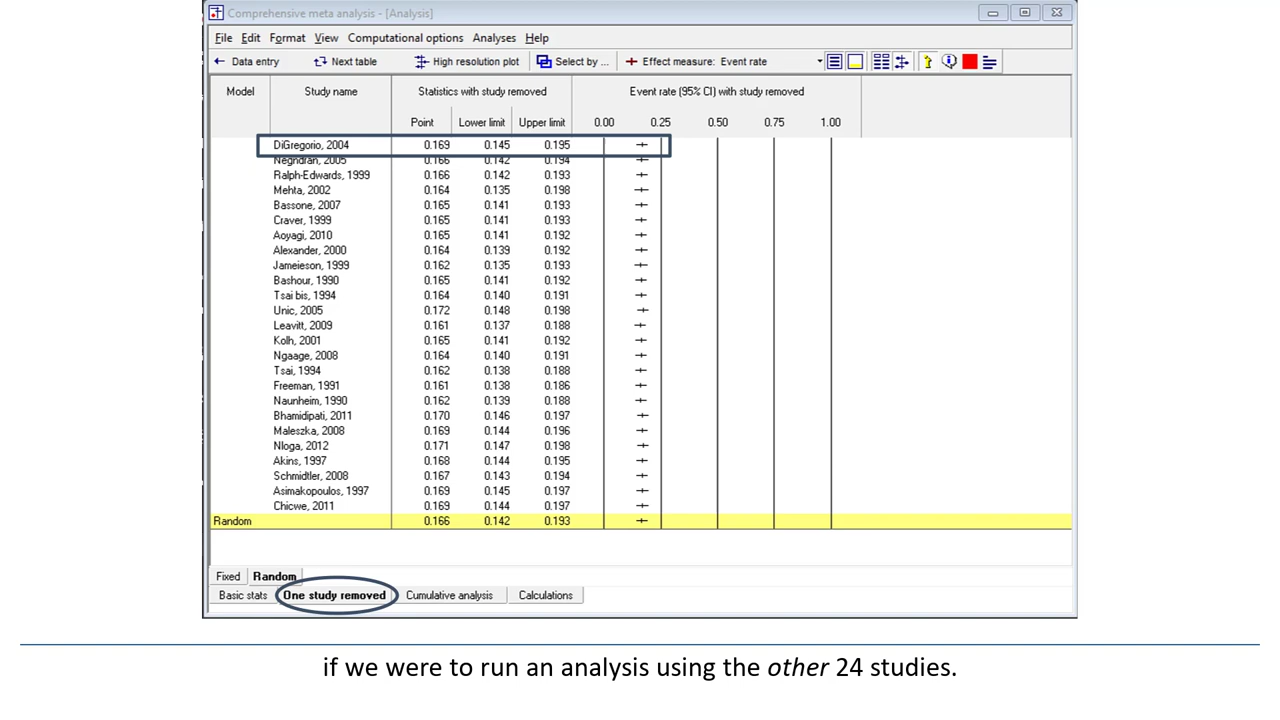 Comprehensive meta analysis - [Analysis]
File Edit Format View Computational options Analyses Help
Data entry Next table High resolution plot Select by ... Effect measure: Event rate
Model Study name Statistics with study removed Event rate (95% CI) with study removed
Point Lower limit Upper limit 0.00 0.25 0.50 0.75 1.00
DiGregorio, 2004 0.169 0.145 0.195
Negndran, 2005 0.166 0.142 0.194
Ralph-Edwards, 1999 0.166 0.142 0.193
Mehta, 2002 0.164 0.135 0.198
Bassone, 2007 0.165 0.141 0.193
Craver, 1999 0.165 0.141 0.193
Aoyagi, 2010 0.165 0.141 0.192
Alexander, 2000 0.164 0.139 0.192
Jameieson, 1999 0.162 0.135 0.193
Bashour, 1990 0.165 0.141 0.192
Tsai bis, 1994 0.164 0.140 0.191
Unic, 2005 0.172 0.148 0.198
Leavitt, 2009 0.161 0.137 0.188
Kolh, 2001 0.165 0.141 0.192
Ngaage, 2008 0.164 0.140 0.191
Tsai, 1994 0.162 0.138 0.188
Freeman, 1991 0.161 0.138 0.186
Naunheim, 1990 0.162 0.139 0.188
Bhamidipati, 2011 0.170 0.146 0.197
Maleszka, 2008 0.169 0.144 0.196
Nloga, 2012 0.171 0.147 0.198
Akins, 1997 0.168 0.144 0.195
Schmidtler, 2008 0.167 0.143 0.194
Asimakopoulos, 1997 0.169 0.145 0.197
Chicwe, 2011 0.169 0.144 0.197
Random 0.166 0.142 0.193
Fixed Random
Basic stats One study removed Cumulative analysis Calculations
if we were to run an analysis using the other 24 studies.